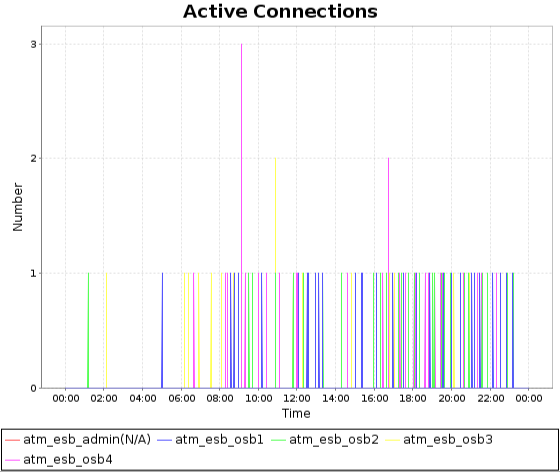 Active Connections
3
2
1
0
Number
00:00 02:00 04:00 06:00 08:00 10:00 12:00 14:00 16:00 18:00 20:00 22:00 00:00
Time
atm_esb_admin(N/A) atm_esb_osb1 atm_esb_osb2 atm_esb_osb3
atm_esb_osb4